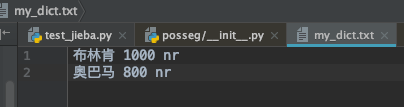 my_dict.txt
test_jieba.py posseg/__init__.py my_dict.txt
1 布林肯 1000 nr
2 奥巴马 800 nr